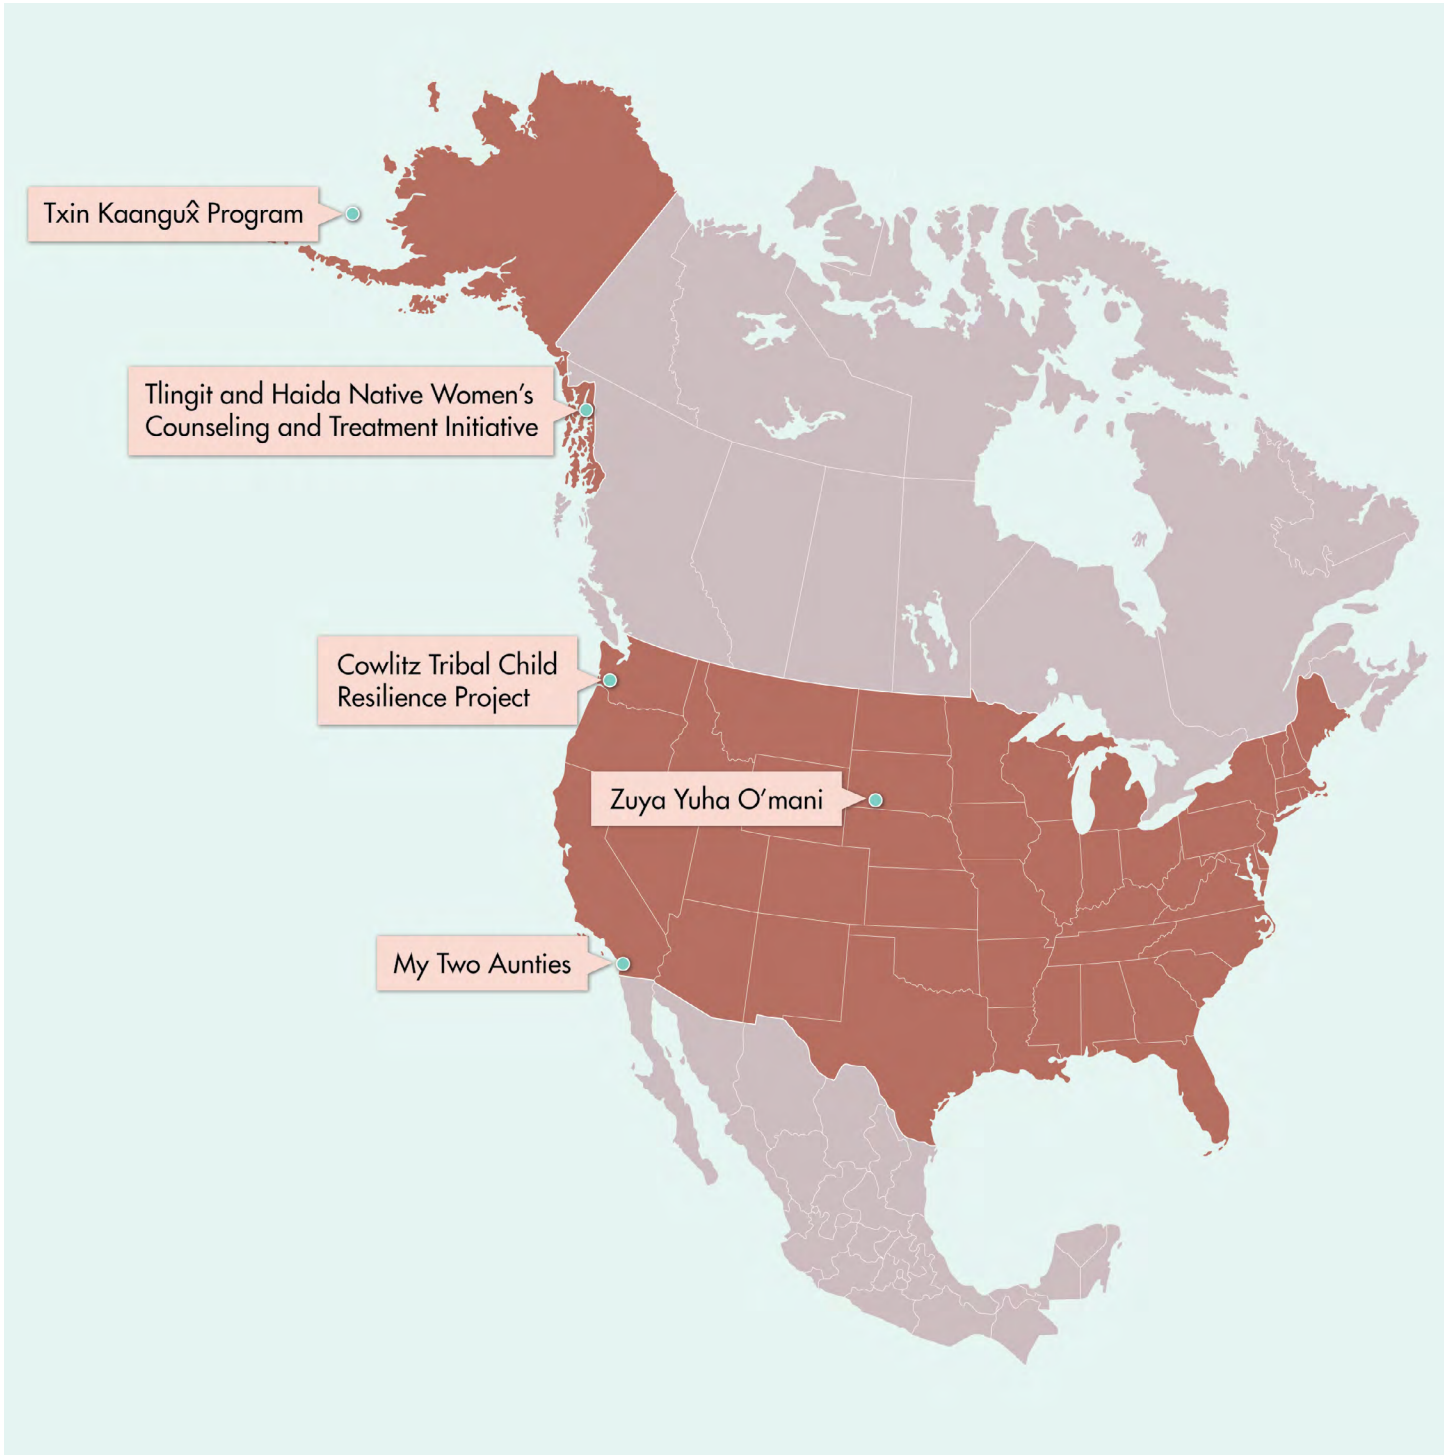 Txin Kaangux̂ Program
Tlingit and Haida Native Women’s
Counseling and Treatment Initiative
Cowlitz Tribal Child
Resilience Project
Zuya Yuha O’mani
My Two Aunties